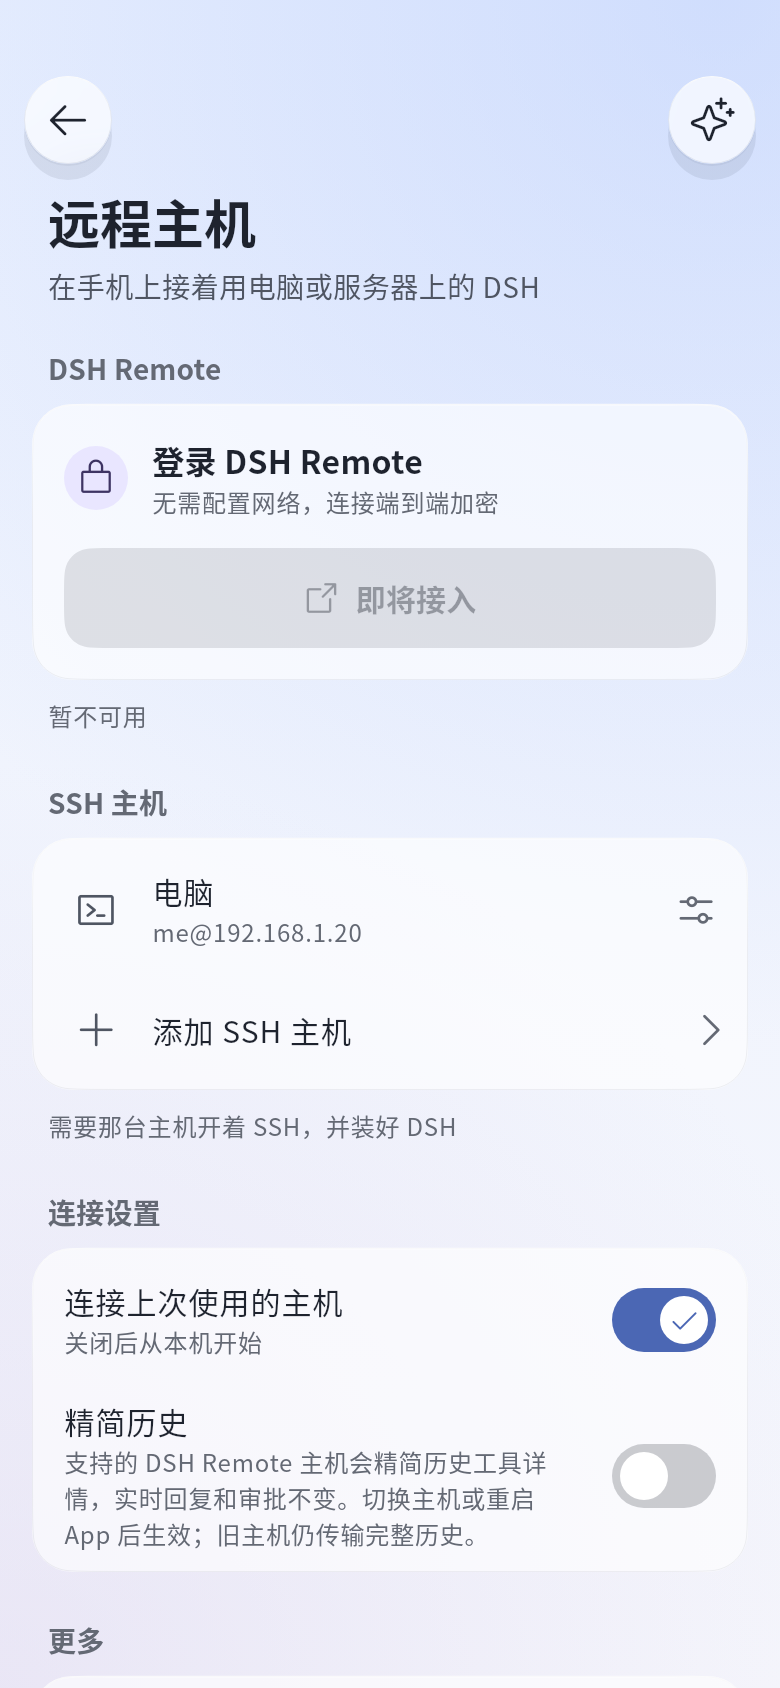 远程主机
在手机上接着用电脑或服务器上的 DSH
DSH Remote
登录 DSH Remote
无需配置网络，连接端到端加密
即将接入
暂不可用
SSH 主机
电脑
me@192.168.1.20
添加 SSH 主机
需要那台主机开着 SSH，并装好 DSH
连接设置
连接上次使用的主机
关闭后从本机开始
精简历史
支持的 DSH Remote 主机会精简历史工具详
情，实时回复和审批不变。切换主机或重启
App 后生效；旧主机仍传输完整历史。
更多